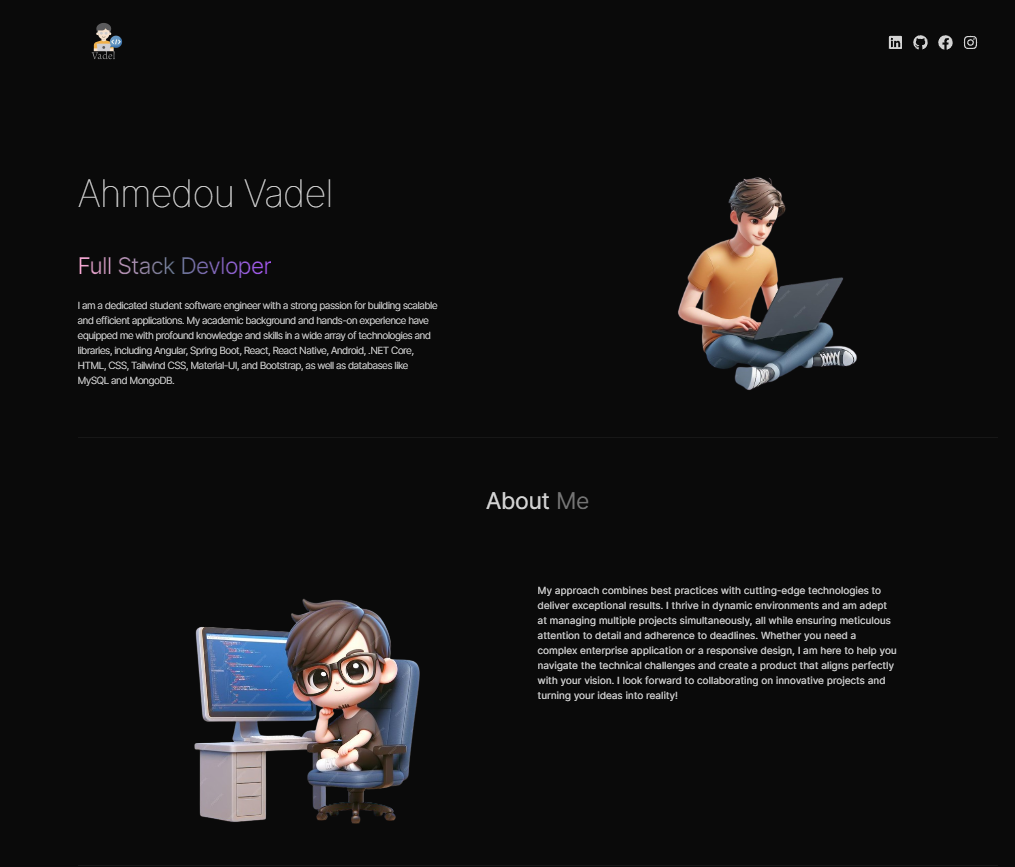 Vadel
Ahmedou Vadel
Full Stack Devloper
I am a dedicated student software engineer with a strong passion for building scalable
and efficient applications. My academic background and hands-on experience have
equipped me with profound knowledge and skills in a wide array of technologies and
libraries, including Angular, Spring Boot, React, React Native, Android, .NET Core,
HTML, CSS, Tailwind CSS, Material-UI, and Bootstrap, as well as databases like
MySQL and MongoDB.
About Me
My approach combines best practices with cutting-edge technologies to
deliver exceptional results. I thrive in dynamic environments and am adept
at managing multiple projects simultaneously, all while ensuring meticulous
attention to detail and adherence to deadlines. Whether you need a
complex enterprise application or a responsive design, I am here to help you
navigate the technical challenges and create a product that aligns perfectly
with your vision. I look forward to collaborating on innovative projects and
turning your ideas into reality!